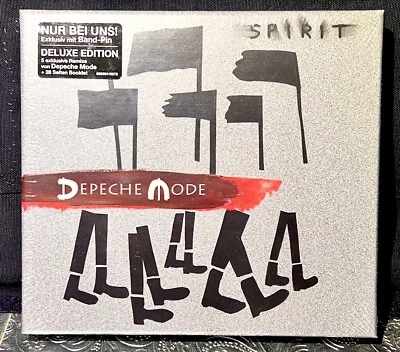 NUR BEI UNS!
Exklusiv mit Band-Pin
DELUXE EDITION
5 exklusive Remixe
von Depeche Mode
+ 28 Seiten Booklet
SPIRIT
DEPECHE MODE